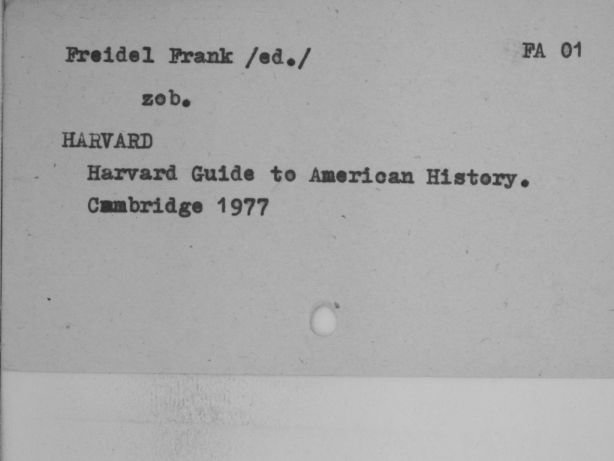 Freidel Frank /ed./ FA 01
zob.
HARVARD
Harvard Guide to American History.
Cambridge 1977